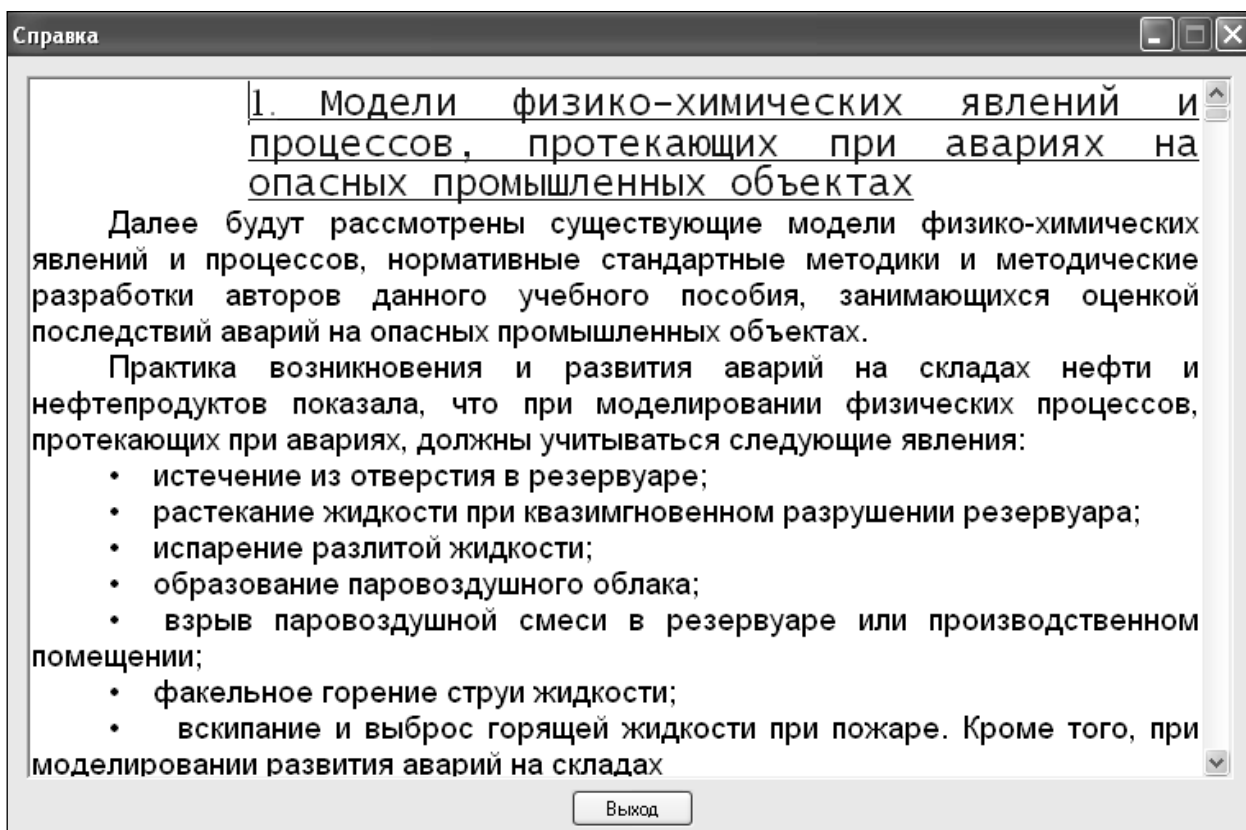 Справка
1. Модели физико-химических явлений и
процессов, протекающих при авариях на
опасных промышленных объектах
Далее будут рассмотрены существующие модели физико-химических
явлений и процессов, нормативные стандартные методики и методические
разработки авторов данного учебного пособия, занимающихся оценкой
последствий аварий на опасных промышленных объектах.
Практика возникновения и развития аварий на складах нефти и
нефтепродуктов показала, что при моделировании физических процессов,
протекающих при авариях, должны учитываться следующие явления:
• истечение из отверстия в резервуаре;
• растекание жидкости при квазимгновенном разрушении резервуара;
• испарение разлитой жидкости;
• образование паровоздушного облака;
• взрыв паровоздушной смеси в резервуаре или производственном
помещении;
• факельное горение струи жидкости;
• вскипание и выброс горящей жидкости при пожаре. Кроме того, при
моделировании развития аварий на складах
Выход